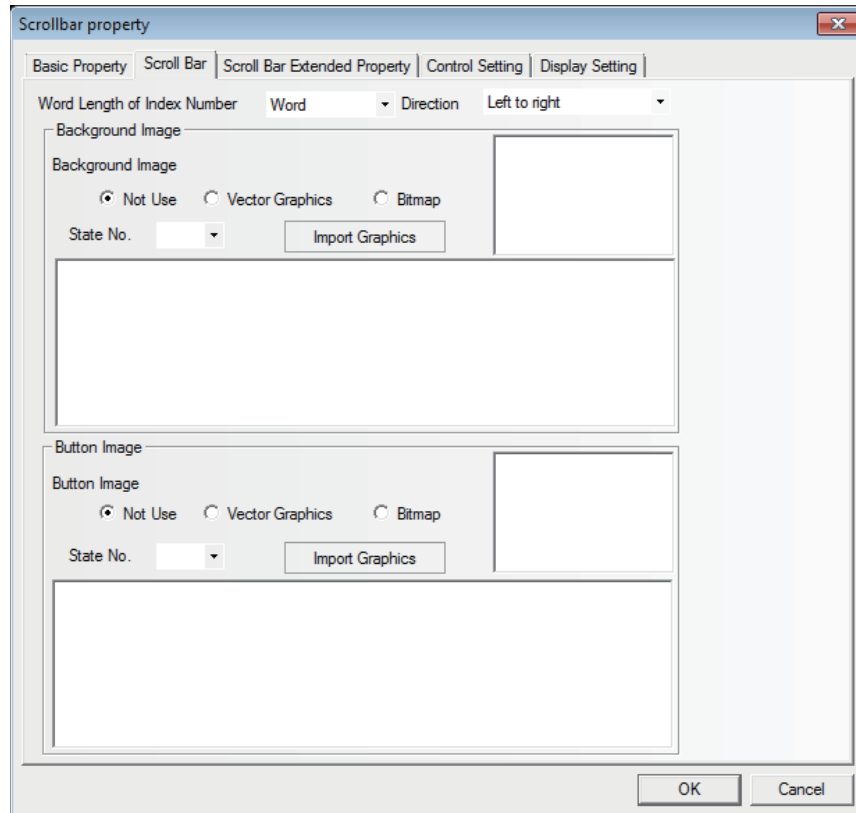 Scrollbar property
Basic Property Scroll Bar Scroll Bar Extended Property Control Setting Display Setting
Word Length of Index Number Word Direction Left to right
Background Image
Background Image
Not Use Vector Graphics Bitmap
State No. Import Graphics
Button Image
Button Image
Not Use Vector Graphics Bitmap
State No. Import Graphics
OK Cancel